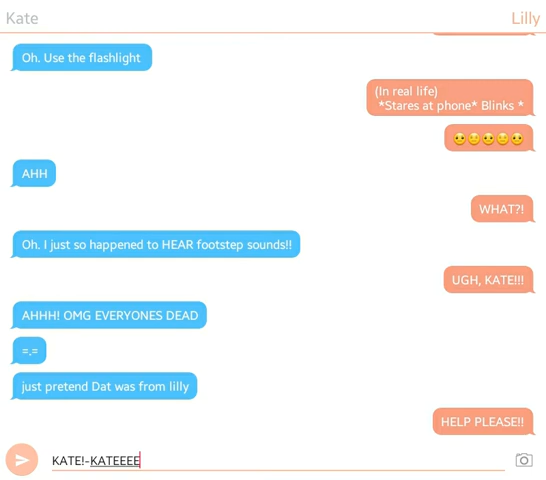 Kate
Lilly
Oh. Use the flashlight
(In real life)
*Stares at phone* Blinks *
😐😐😐😐😐
AHH
WHAT?!
Oh. I just so happened to HEAR footstep sounds!!
UGH, KATE!!!
AHHH! OMG EVERYONES DEAD
=.=
just pretend Dat was from lilly
HELP PLEASE!!
KATE!-KATEEEE